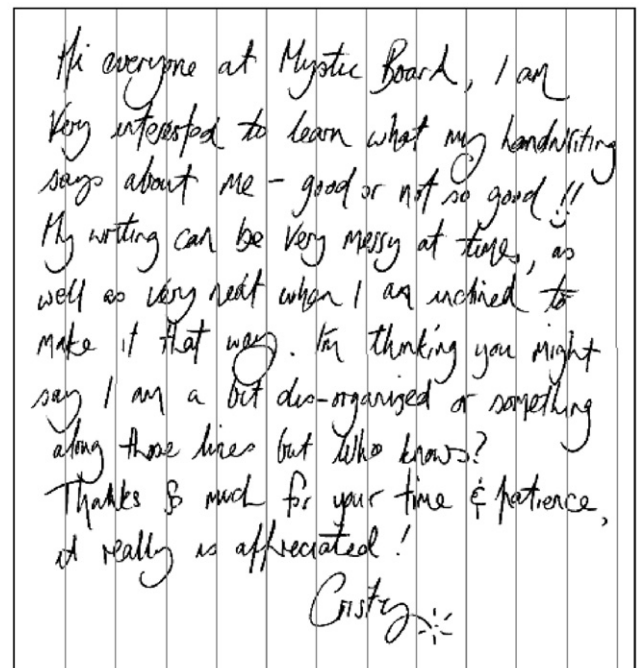 Hi everyone at Mystic Board, I am
Very interested to learn what my handwriting
says about me - good or not so good !!
My writting can be very messy at times, as
well as very neat when I am inclined to
make it that way. I'm thinking you might
say I am a bit dis-organized or something
along those lines but who knows?
Thanks so much for your time & patience,
it really is appreciated!
Cristy